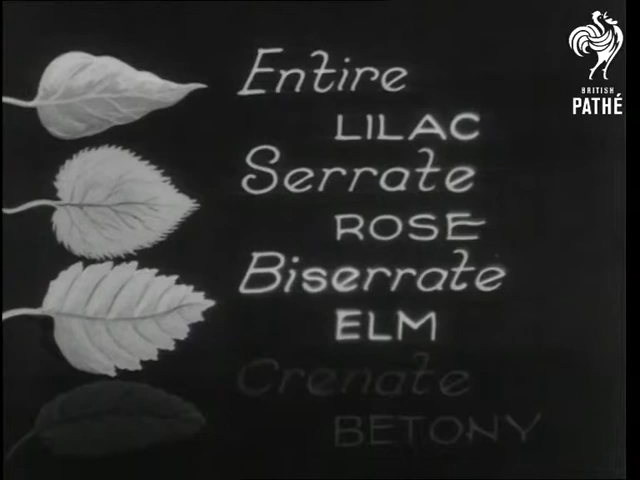 Entire
LILAC
Serrate
ROSE
Biserrate
ELM
Crenate
BETONY
BRITISH
PATHÉ